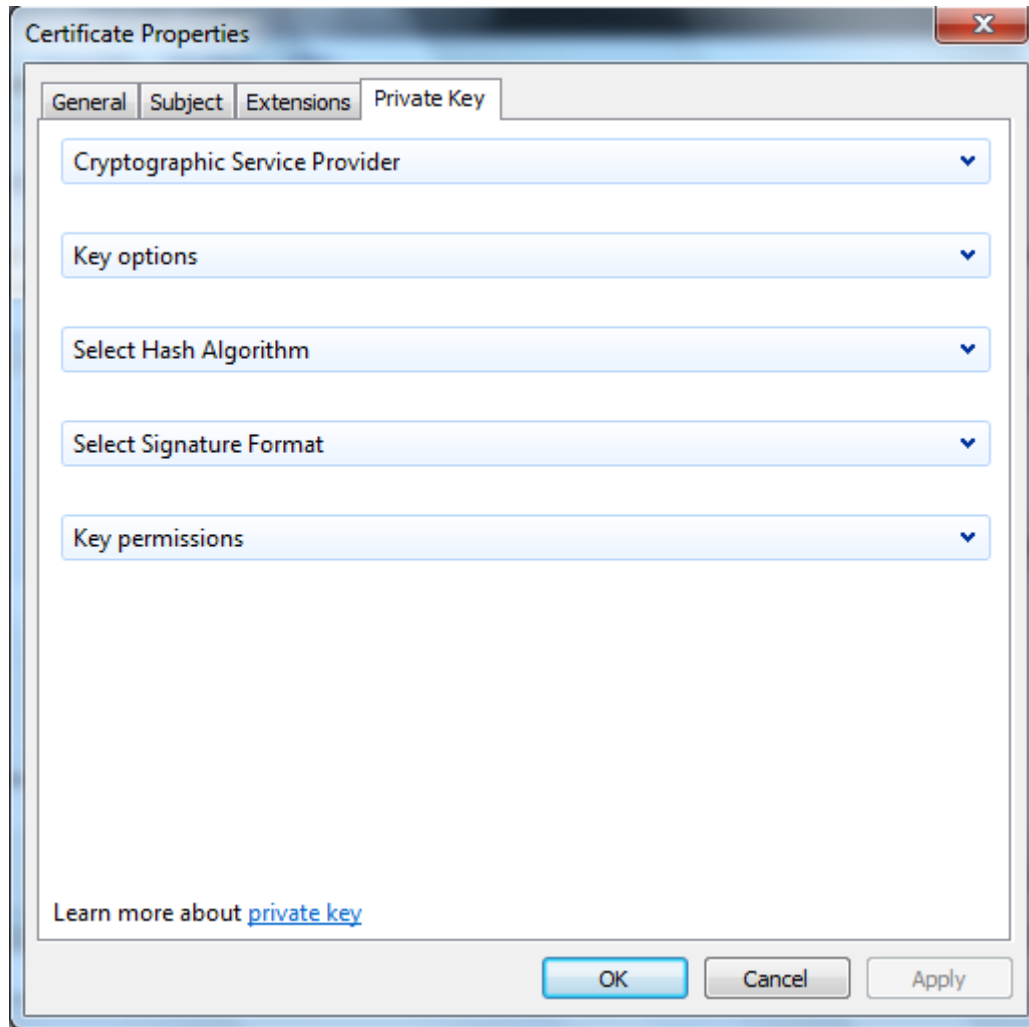 Certificate Properties
General Subject Extensions Private Key
Cryptographic Service Provider
Key options
Select Hash Algorithm
Select Signature Format
Key permissions
Learn more about private key
OK Cancel Apply